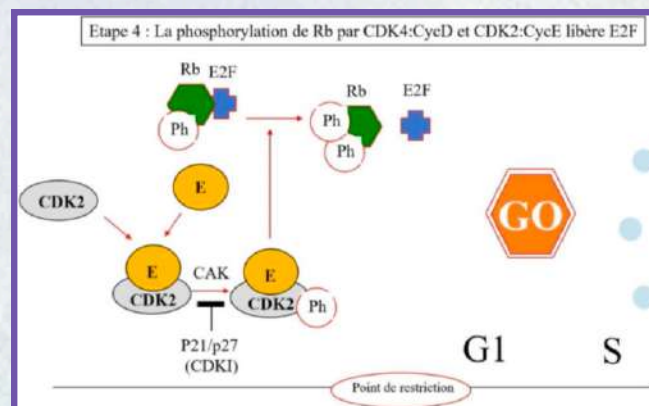 Etape 4 : La phosphorylation de Rb par CDK4:CycD et CDK2:CycE libère E2F
Rb E2F
Ph
Rb
E2F
Ph
Ph
CDK2
E
E
CDK2
CAK
E
CDK2
Ph
P21/p27
(CDKI)
GO
G1 S
Point de restriction